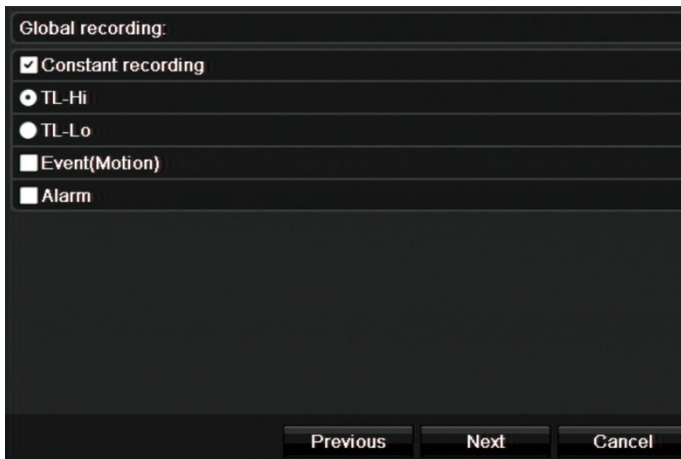 Global recording:
Constant recording
TL-Hi
TL-Lo
Event(Motion)
Alarm
Previous Next Cancel